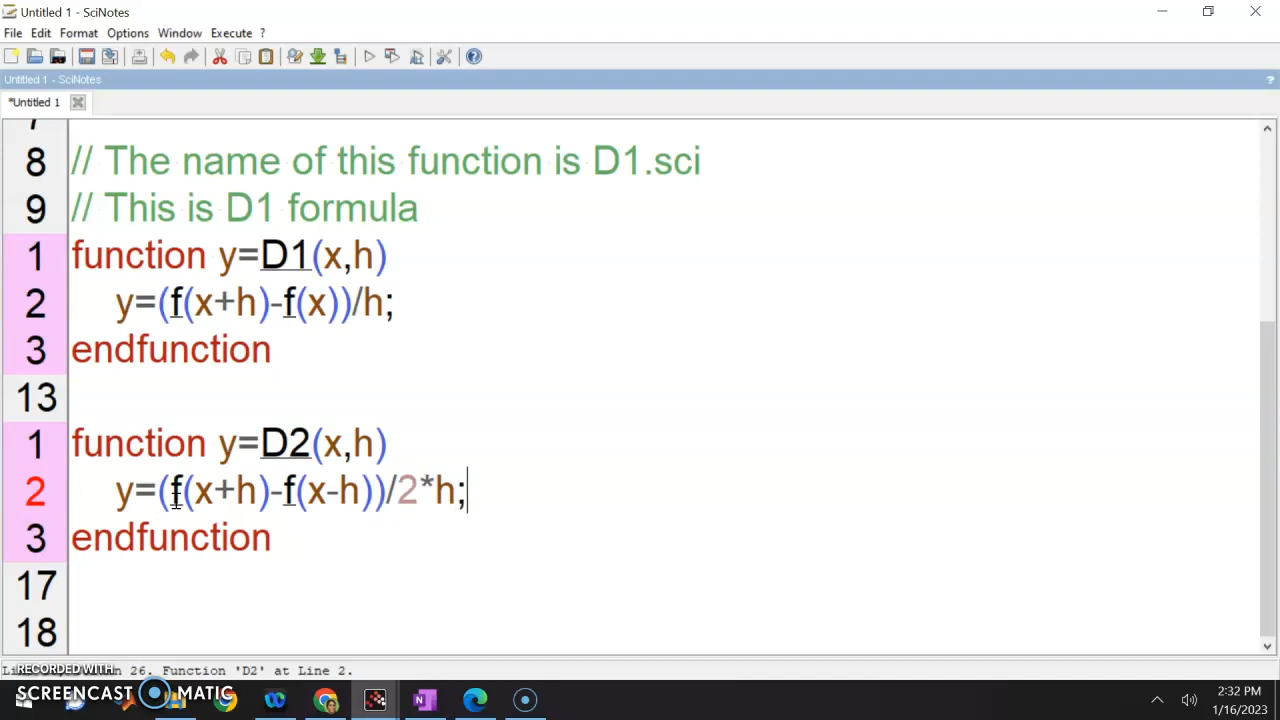 Untitled 1 - SciNotes
File Edit Format Options Window Execute ?
Untitled 1 - SciNotes ?
*Untitled 1
7
8 // The name of this function is D1.sci
9 // This is D1 formula
1 function y=D1(x,h)
2 y=(f(x+h)-f(x))/h;
3 endfunction
13
1 function y=D2(x,h)
2 y=(f(x+h)-f(x-h))/2*h;
3 endfunction
17
18
26. Function 'D2' at Line 2.
RECORDED WITH
SCREENCAST MATIC
2:32 PM
1/16/2023